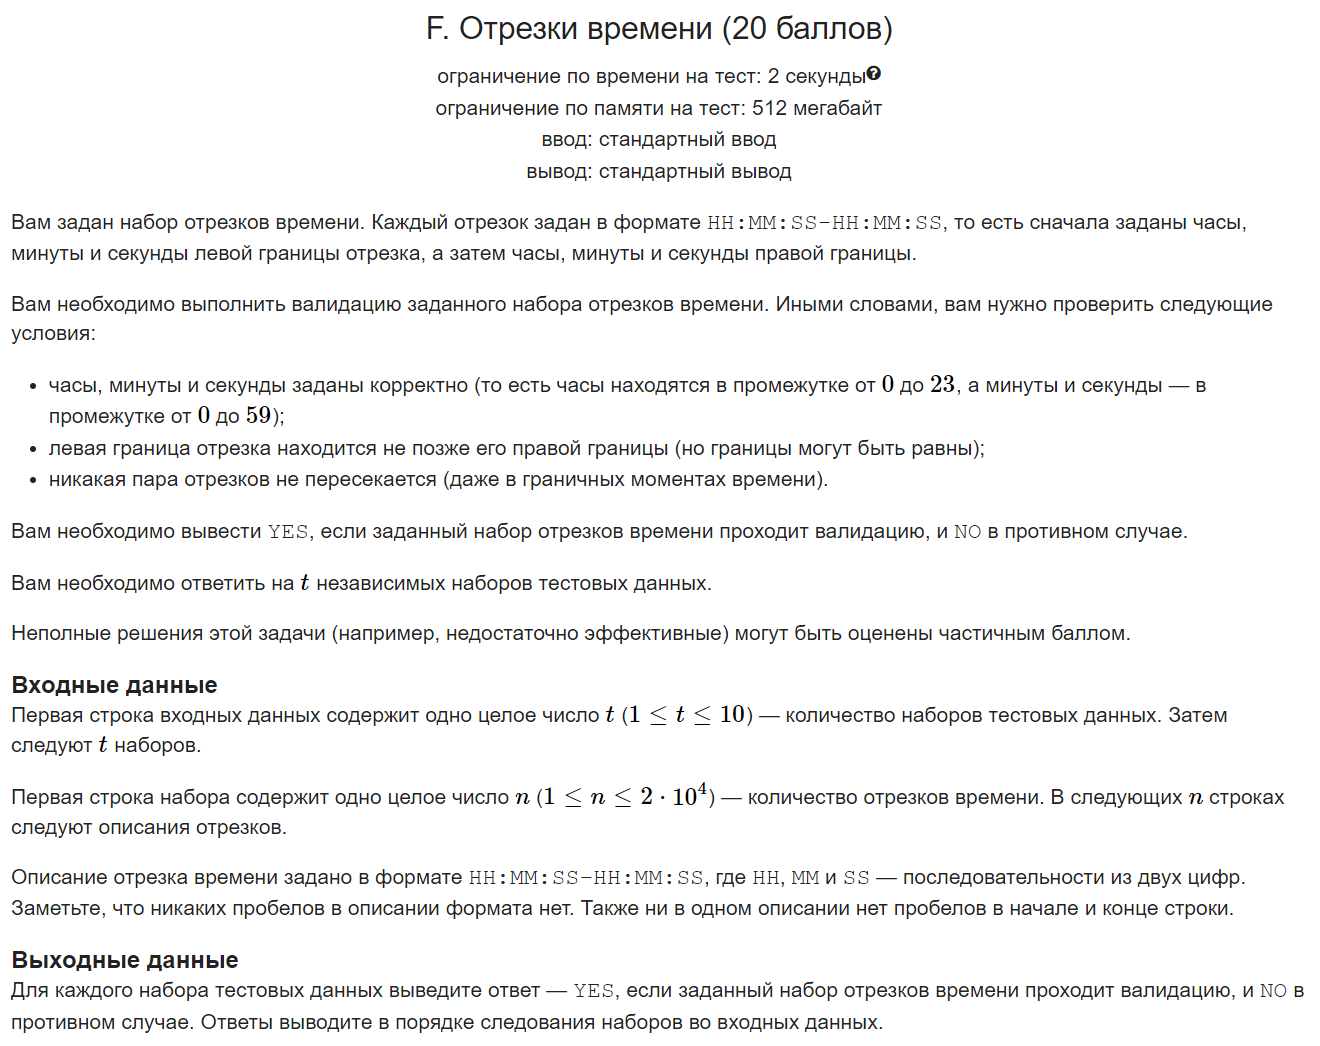 F. Отрезки времени (20 баллов)
ограничение по времени на тест: 2 секунды?
ограничение по памяти на тест: 512 мегабайт
ввод: стандартный ввод
вывод: стандартный вывод
Вам задан набор отрезков времени. Каждый отрезок задан в формате HH:MM:SS-HH:MM:SS, то есть сначала заданы часы,
минуты и секунды левой границы отрезка, а затем часы, минуты и секунды правой границы.
Вам необходимо выполнить валидацию заданного набора отрезков времени. Иными словами, вам нужно проверить следующие
условия:
• часы, минуты и секунды заданы корректно (то есть часы находятся в промежутке от 0 до 23, а минуты и секунды — в
промежутке от 0 до 59);
• левая граница отрезка находится не позже его правой границы (но границы могут быть равны);
• никакая пара отрезков не пересекается (даже в граничных моментах времени).
Вам необходимо вывести YES, если заданный набор отрезков времени проходит валидацию, и NO в противном случае.
Вам необходимо ответить на t независимых наборов тестовых данных.
Неполные решения этой задачи (например, недостаточно эффективные) могут быть оценены частичным баллом.
Входные данные
Первая строка входных данных содержит одно целое число t (1 ≤ t ≤ 10) — количество наборов тестовых данных. Затем
следуют t наборов.
Первая строка набора содержит одно целое число n (1 ≤ n ≤ 2 · 10⁴) — количество отрезков времени. В следующих n строках
следуют описания отрезков.
Описание отрезка времени задано в формате HH:MM:SS-HH:MM:SS, где HH, MM и SS — последовательности из двух цифр.
Заметьте, что никаких пробелов в описании формата нет. Также ни в одном описании нет пробелов в начале и конце строки.
Выходные данные
Для каждого набора тестовых данных выведите ответ — YES, если заданный набор отрезков времени проходит валидацию, и NO в
противном случае. Ответы выводите в порядке следования наборов во входных данных.